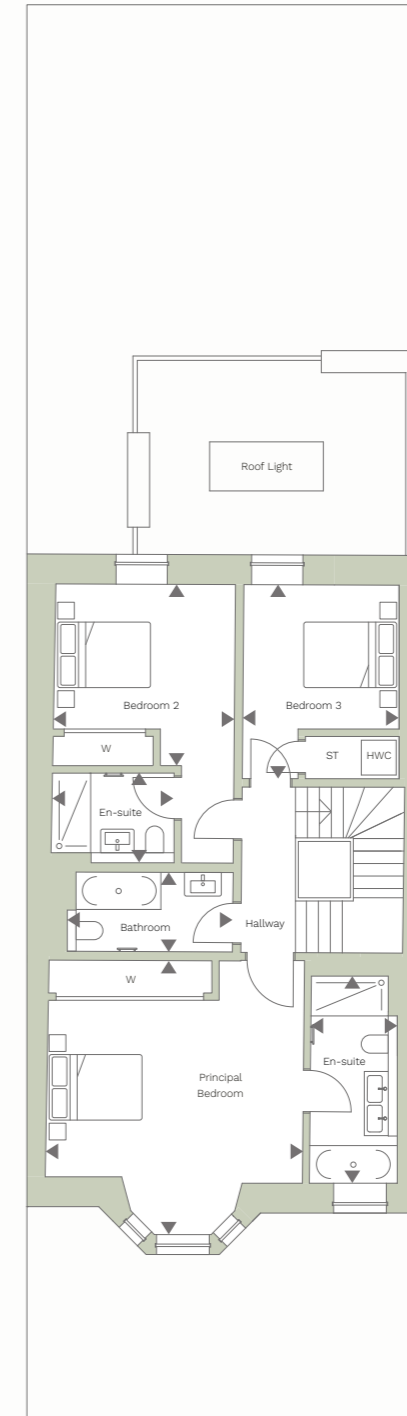 Roof Light
Bedroom 2
Bedroom 3
W
ST
HWC
En-suite
Bathroom
Hallway
W
En-suite
Principal
Bedroom